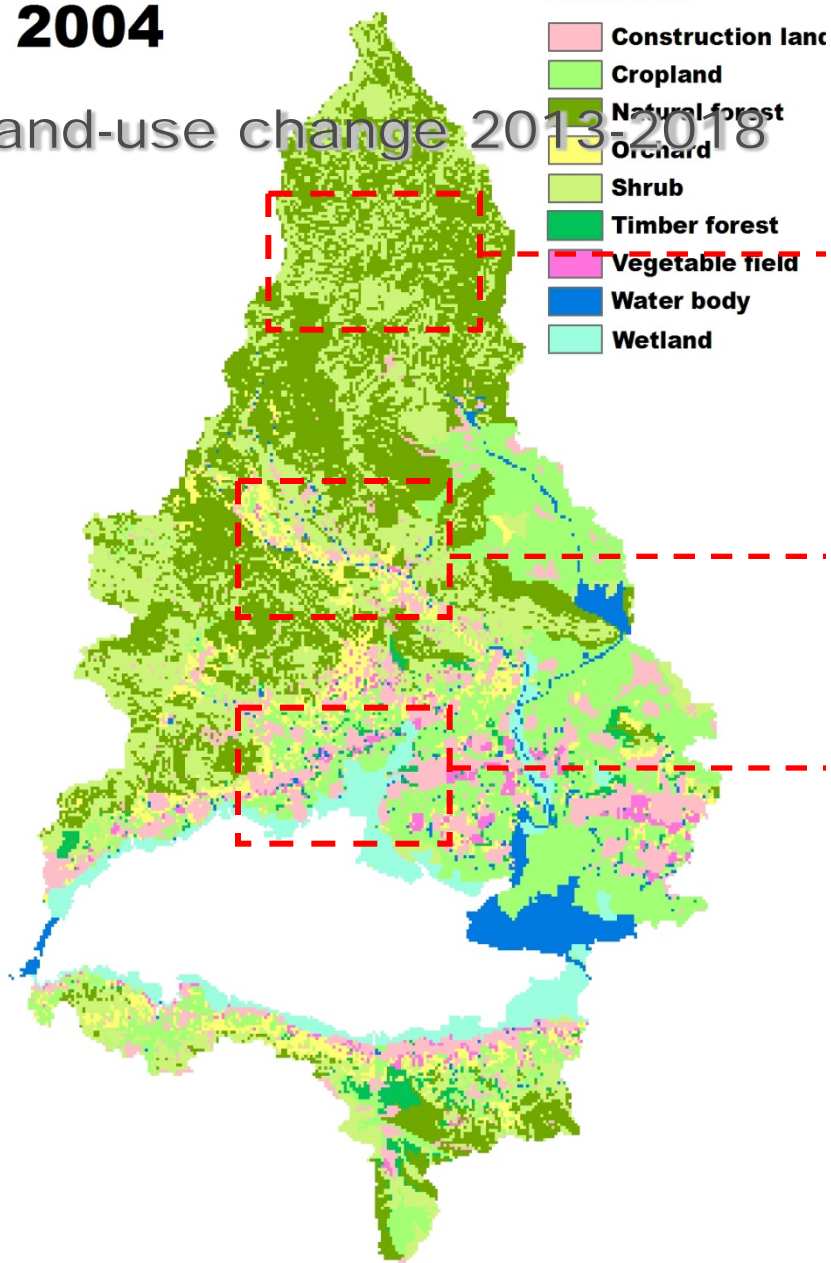 2004
and-use change 2013-2018
Construction land
Cropland
Natural forest
Orchard
Shrub
Timber forest
Vegetable field
Water body
Wetland